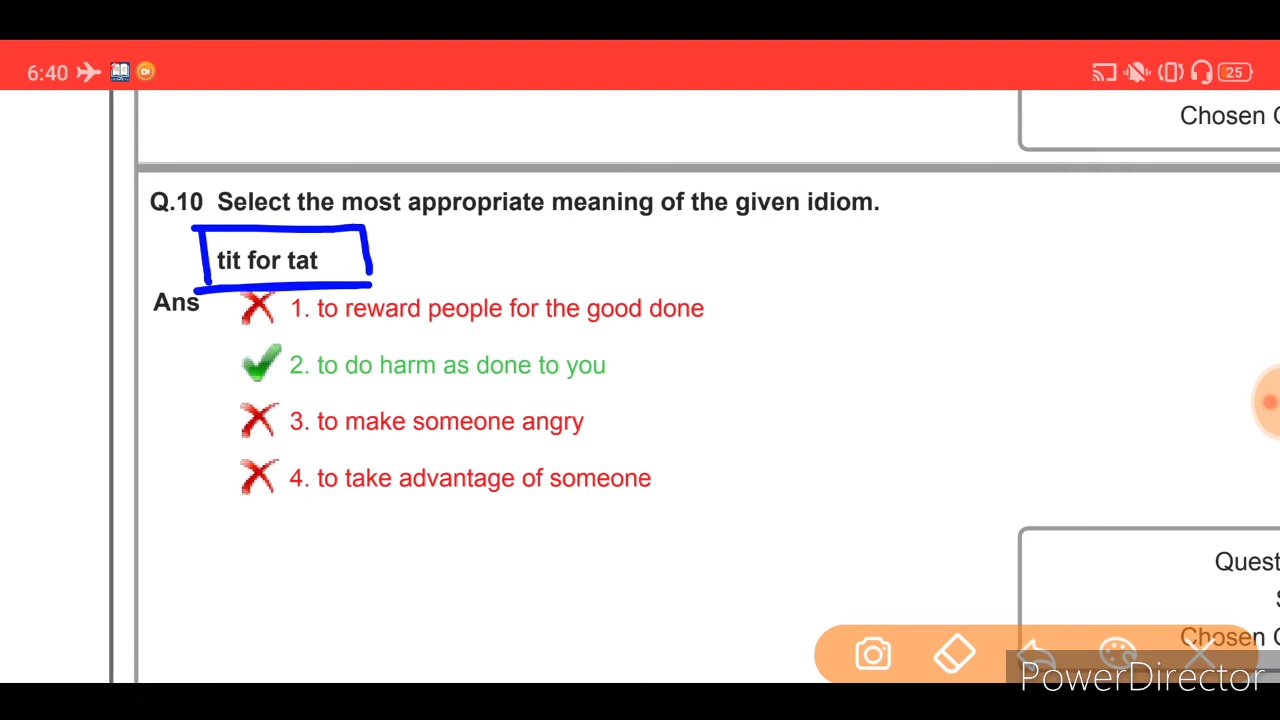 6:40
25
Chosen
Q.10 Select the most appropriate meaning of the given idiom.
tit for tat
Ans
1. to reward people for the good done
2. to do harm as done to you
3. to make someone angry
4. to take advantage of someone
Quest
Chosen
PowerDirector